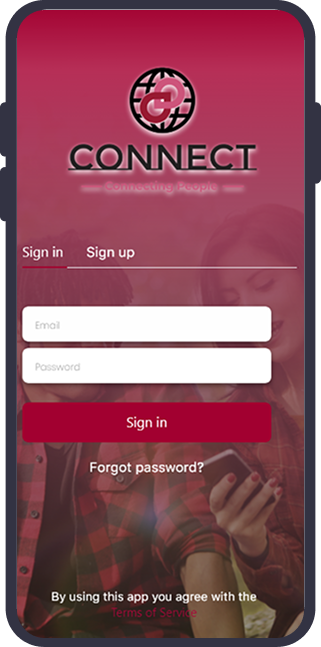 CONNECT
Connecting People
Sign in Sign up
Email
Password
Sign in
Forgot password?
By using this app you agree with the
Terms of Service